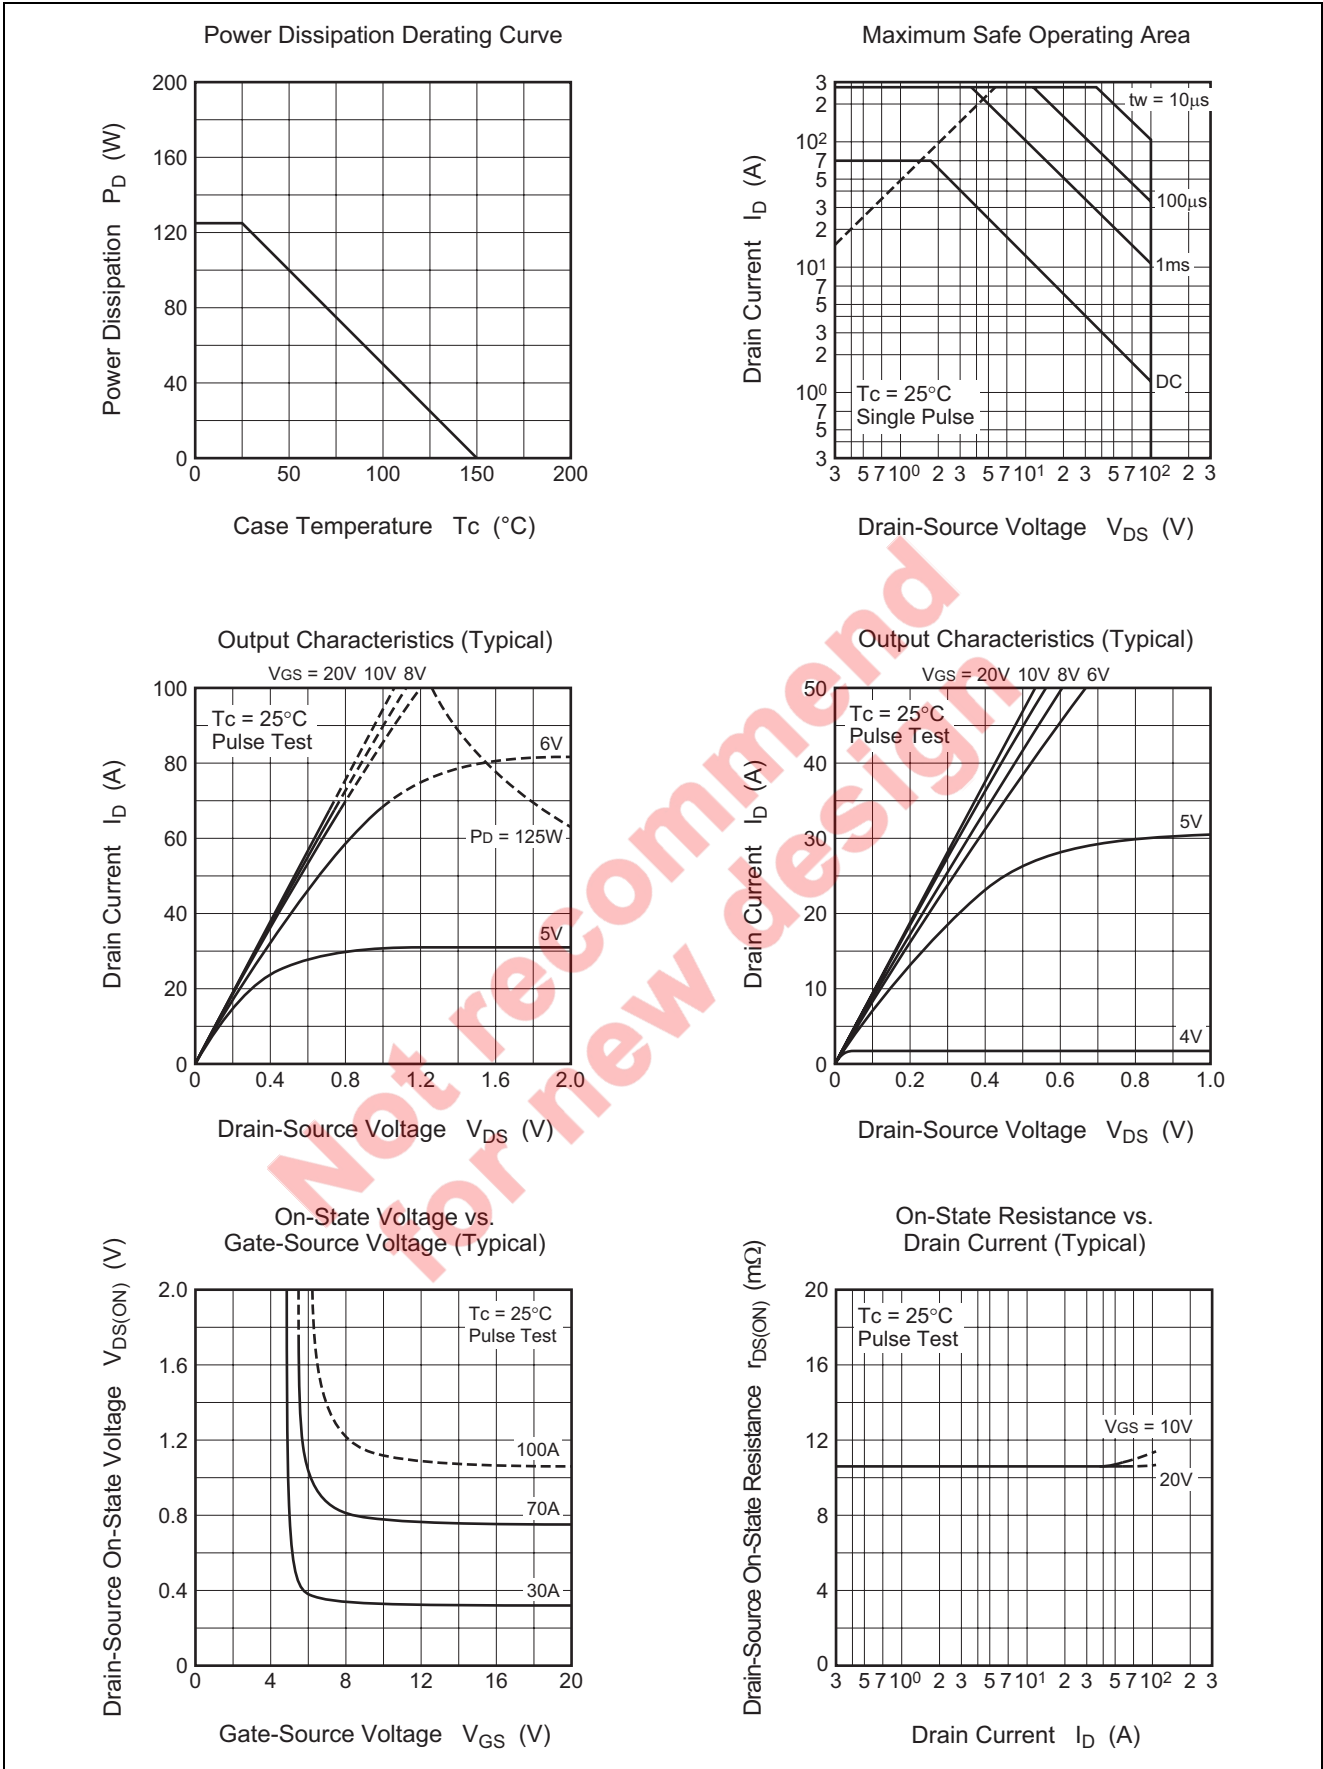 Power Dissipation Derating Curve
Power Dissipation PD (W)
200
160
120
80
40
0
0 50 100 150 200
Case Temperature Tc (°C)
Maximum Safe Operating Area
Drain Current ID (A)
3
2
10²
7
5
3
2
10¹
7
5
3
2
10⁰
7
5
3
tw = 10μs
100μs
1ms
DC
Tc = 25°C
Single Pulse
3 5 7 10⁰ 2 3 5 7 10¹ 2 3 5 7 10² 2 3
Drain-Source Voltage VDS (V)
Output Characteristics (Typical)
VGS = 20V 10V 8V
Drain Current ID (A)
100
80
60
40
20
0
Tc = 25°C
Pulse Test
6V
PD = 125W
5V
0 0.4 0.8 1.2 1.6 2.0
Drain-Source Voltage VDS (V)
Output Characteristics (Typical)
VGS = 20V 10V 8V 6V
Drain Current ID (A)
50
40
30
20
10
0
Tc = 25°C
Pulse Test
5V
4V
0 0.2 0.4 0.6 0.8 1.0
Drain-Source Voltage VDS (V)
On-State Voltage vs.
Gate-Source Voltage (Typical)
Drain-Source On-State Voltage VDS(ON) (V)
2.0
1.6
1.2
0.8
0.4
0
Tc = 25°C
Pulse Test
100A
70A
30A
0 4 8 12 16 20
Gate-Source Voltage VGS (V)
On-State Resistance vs.
Drain Current (Typical)
Drain-Source On-State Resistance rDS(ON) (mΩ)
20
16
12
8
4
0
Tc = 25°C
Pulse Test
VGS = 10V
20V
3 5 7 10⁰ 2 3 5 7 10¹ 2 3 5 7 10² 2 3
Drain Current ID (A)
Not recommend
for new design